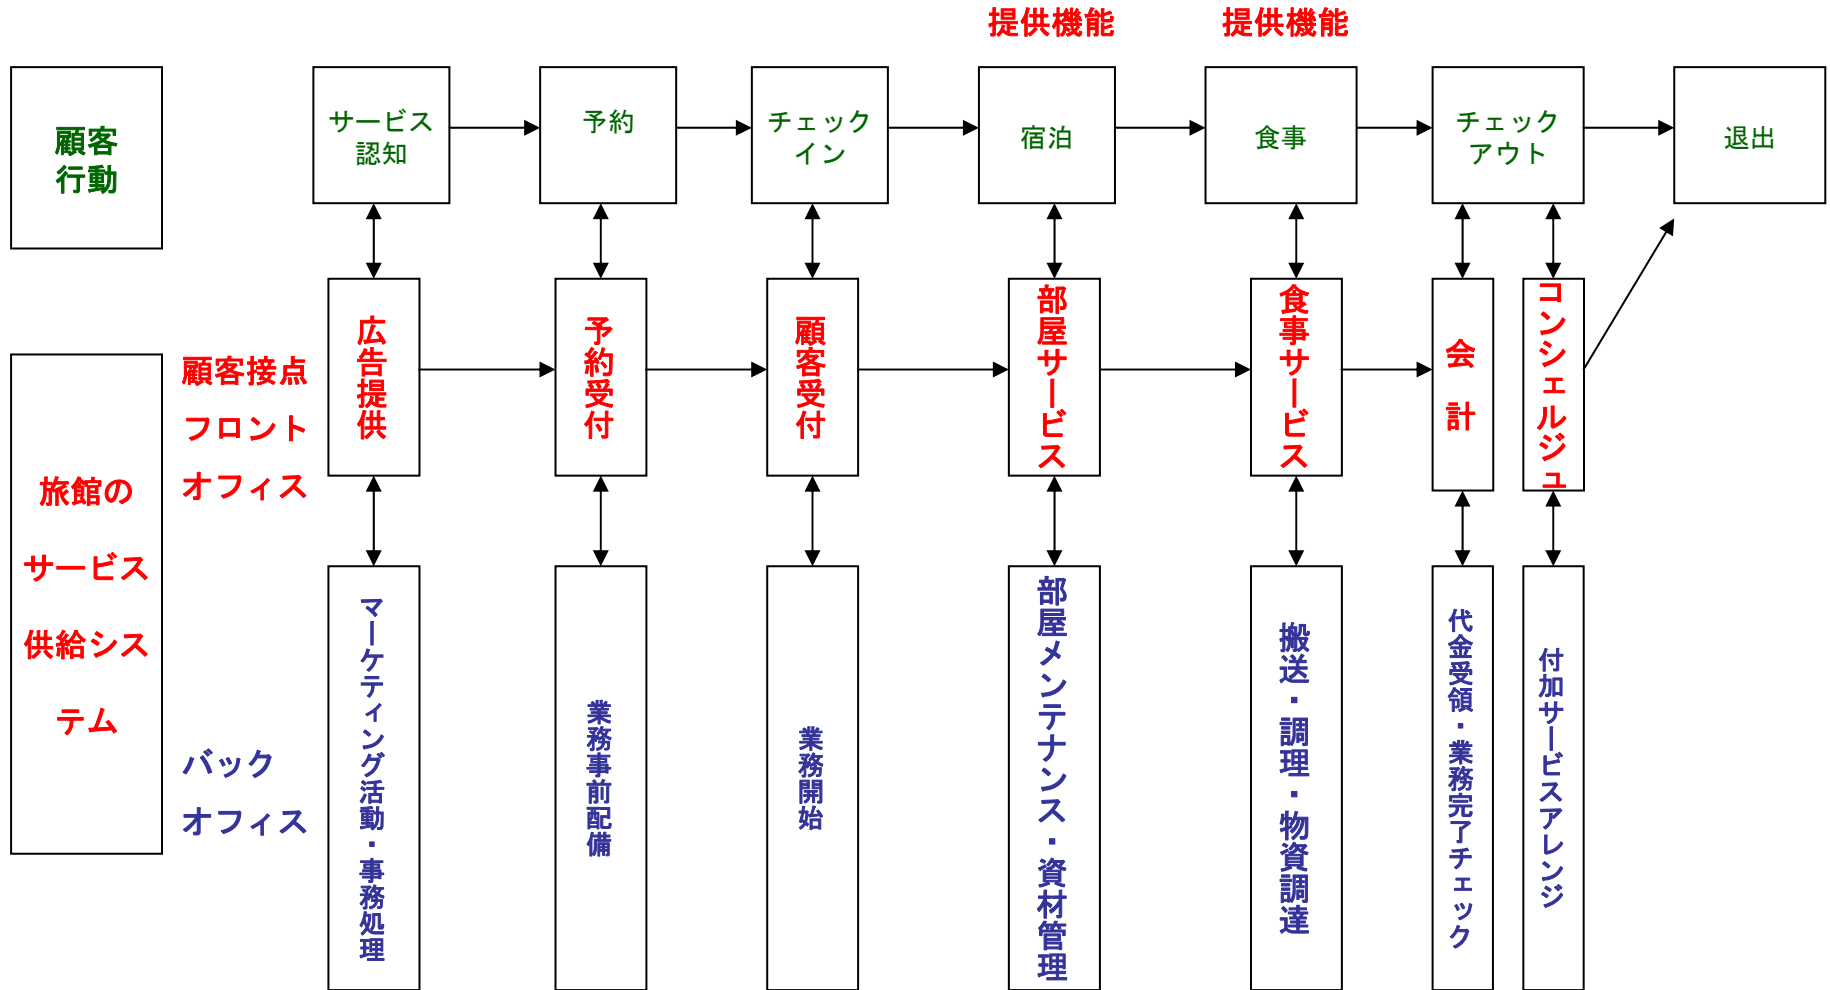 提供機能
提供機能
顧客
行動
サービス
認知
予約
チェック
イン
宿泊
食事
チェック
アウト
退出
旅館の
サービス
供給シス
テム
顧客接点
フロント
オフィス
広告提供
予約受付
顧客受付
部屋サービス
食事サービス
会計
コンシェルジュ
バック
オフィス
マーケティング活動・事務処理
業務事前配備
業務開始
部屋メンテナンス・資材管理
搬送・調理・物資調達
代金受領・業務完了チェック
付加サービスアレンジ